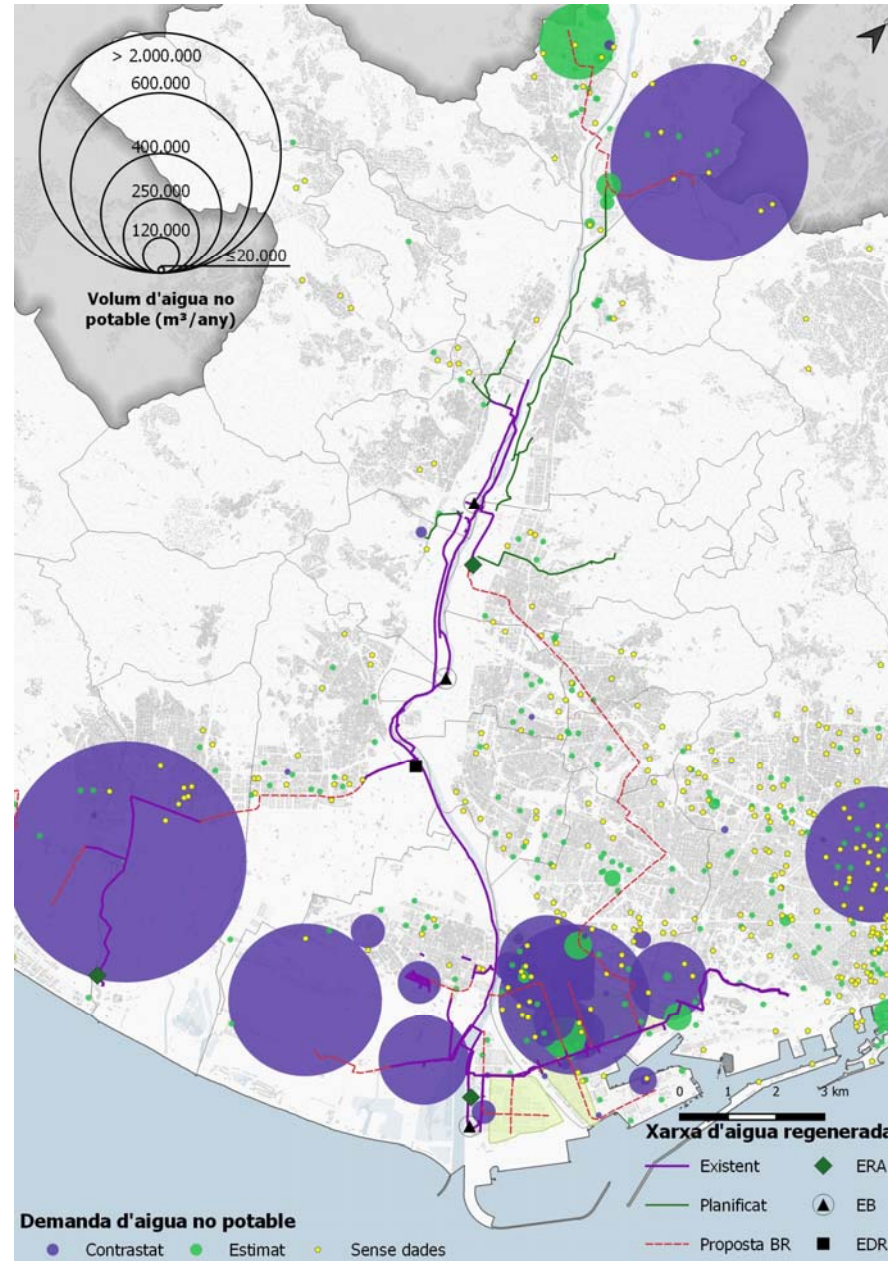 > 2.000.000
600.000
400.000
250.000
120.000
≤20.000
Volum d'aigua no
potable (m³/any)
0 1 2 3 km
Xarxa d'aigua regenerada
Existent ERA
Planificat EB
Proposta BR EDR
Demanda d'aigua no potable
Contrastat Estimat Sense dades